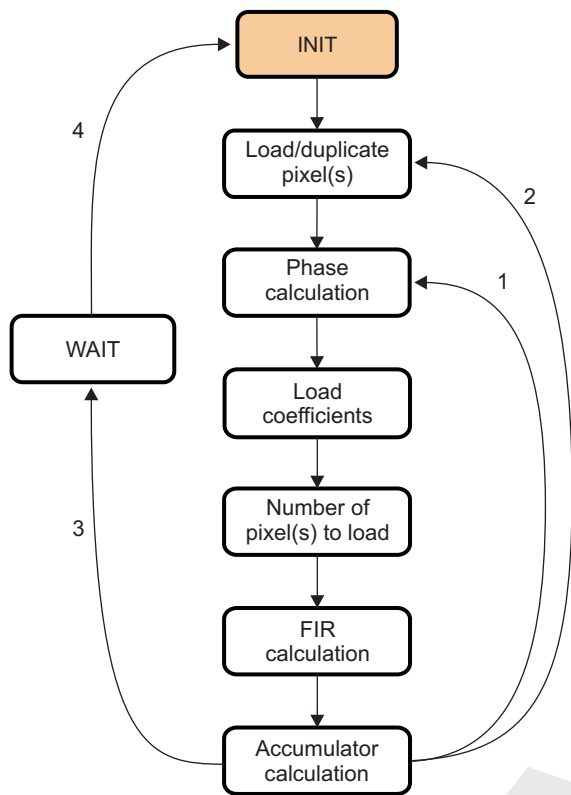 INIT
4
Load/duplicate
pixel(s)
2
Phase
calculation
1
WAIT
Load
coefficients
Number of
pixel(s) to load
3
FIR
calculation
Accumulator
calculation